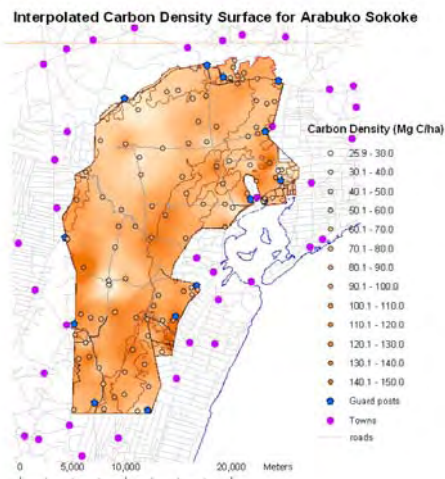 Interpolated Carbon Density Surface for Arabuko Sokoke
Carbon Density (Mg C/ha)
25.9 - 30.0
30.1 - 40.0
40.1 - 50.0
50.1 - 60.0
60.1 - 70.0
70.1 - 80.0
80.1 - 90.0
90.1 - 100.0
100.1 - 110.0
110.1 - 120.0
120.1 - 130.0
130.1 - 140.0
140.1 - 150.0
Guard posts
Towns
roads
0 5,000 10,000 20,000 Meters